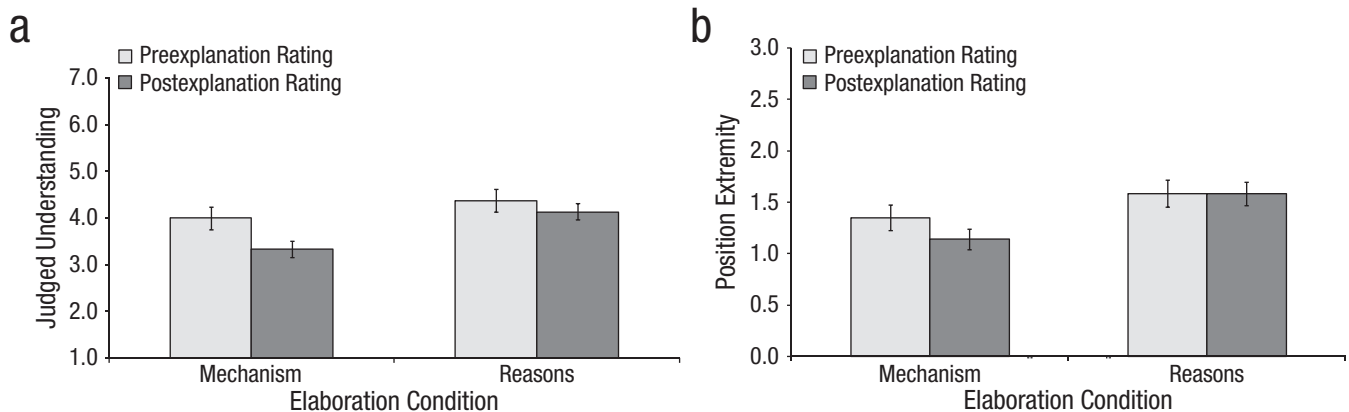 a
Preexplanation Rating
Postexplanation Rating
7.0
6.0
5.0
4.0
3.0
2.0
1.0
Judged Understanding
Mechanism Reasons
Elaboration Condition
b
Preexplanation Rating
Postexplanation Rating
3.0
2.5
2.0
1.5
1.0
0.5
0.0
Position Extremity
Mechanism Reasons
Elaboration Condition